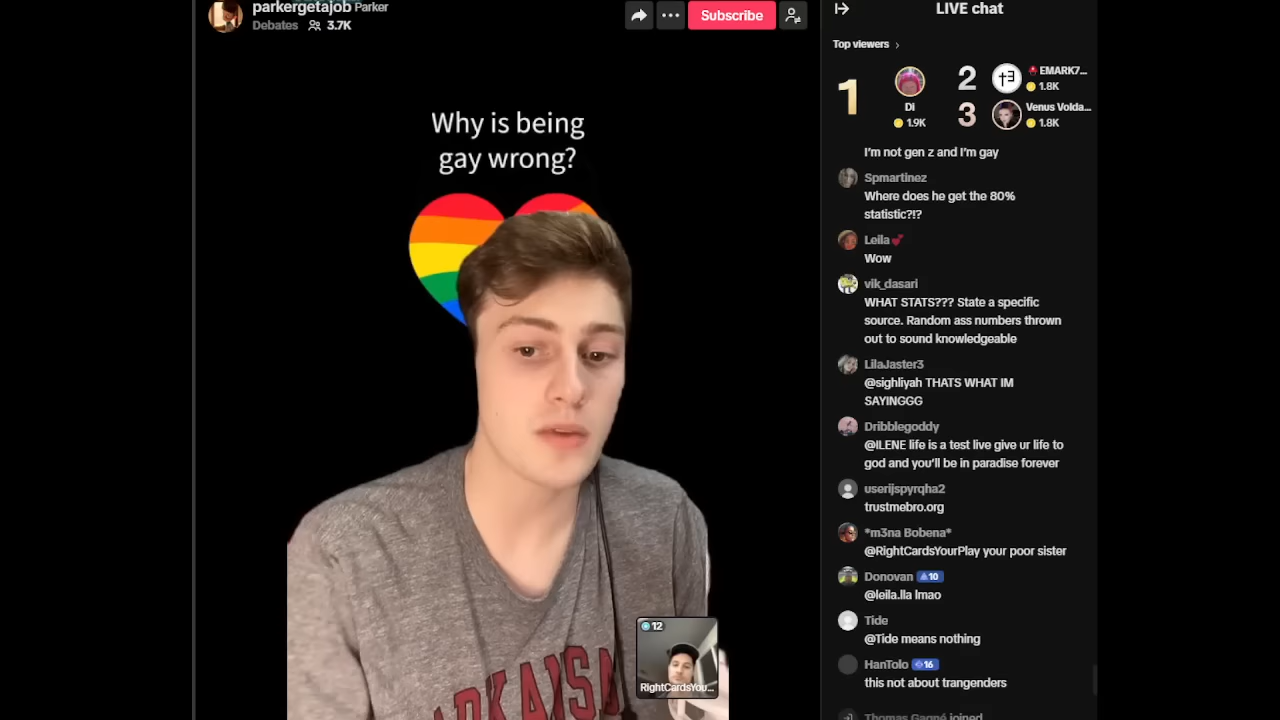 parkergetajob Parker
Debates 3.7K
Subscribe
Why is being
gay wrong?
ARKANSA
12
RightCardsYou...
LIVE chat
Top viewers
1
Di
1.9K
2
EMARK7...
1.8K
3
Venus Volda...
1.8K
I'm not gen z and I'm gay
Spmartinez
Where does he get the 80%
statistic?!?
Leila💕
Wow
vik_dasari
WHAT STATS??? State a specific
source. Random ass numbers thrown
out to sound knowledgeable
LilaJaster3
@sighliyah THATS WHAT IM
SAYINGGG
Dribblegoddy
@ILENE life is a test live give ur life to
god and you'll be in paradise forever
userijspyrqha2
trustmebro.org
*m3na Bobena*
@RightCardsYourPlay your poor sister
Donovan 10
@leila.lla lmao
Tide
@Tide means nothing
HanTolo 16
this not about trangenders
Thomas Gagné joined